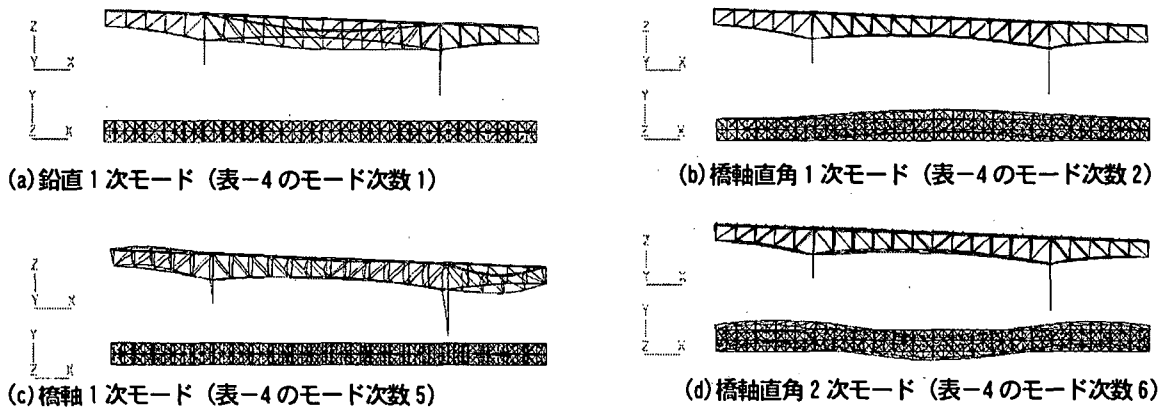 Z
Y X
Y
Z X
(a)鉛直1次モード（表-4のモード次数1）
Z
Y X
Y
Z X
(b)橋軸直角1次モード（表-4のモード次数2）
Z
Y X
Y
Z X
(c)橋軸1次モード（表-4のモード次数5）
Z
Y X
Y
Z X
(d)橋軸直角2次モード（表-4のモード次数6）